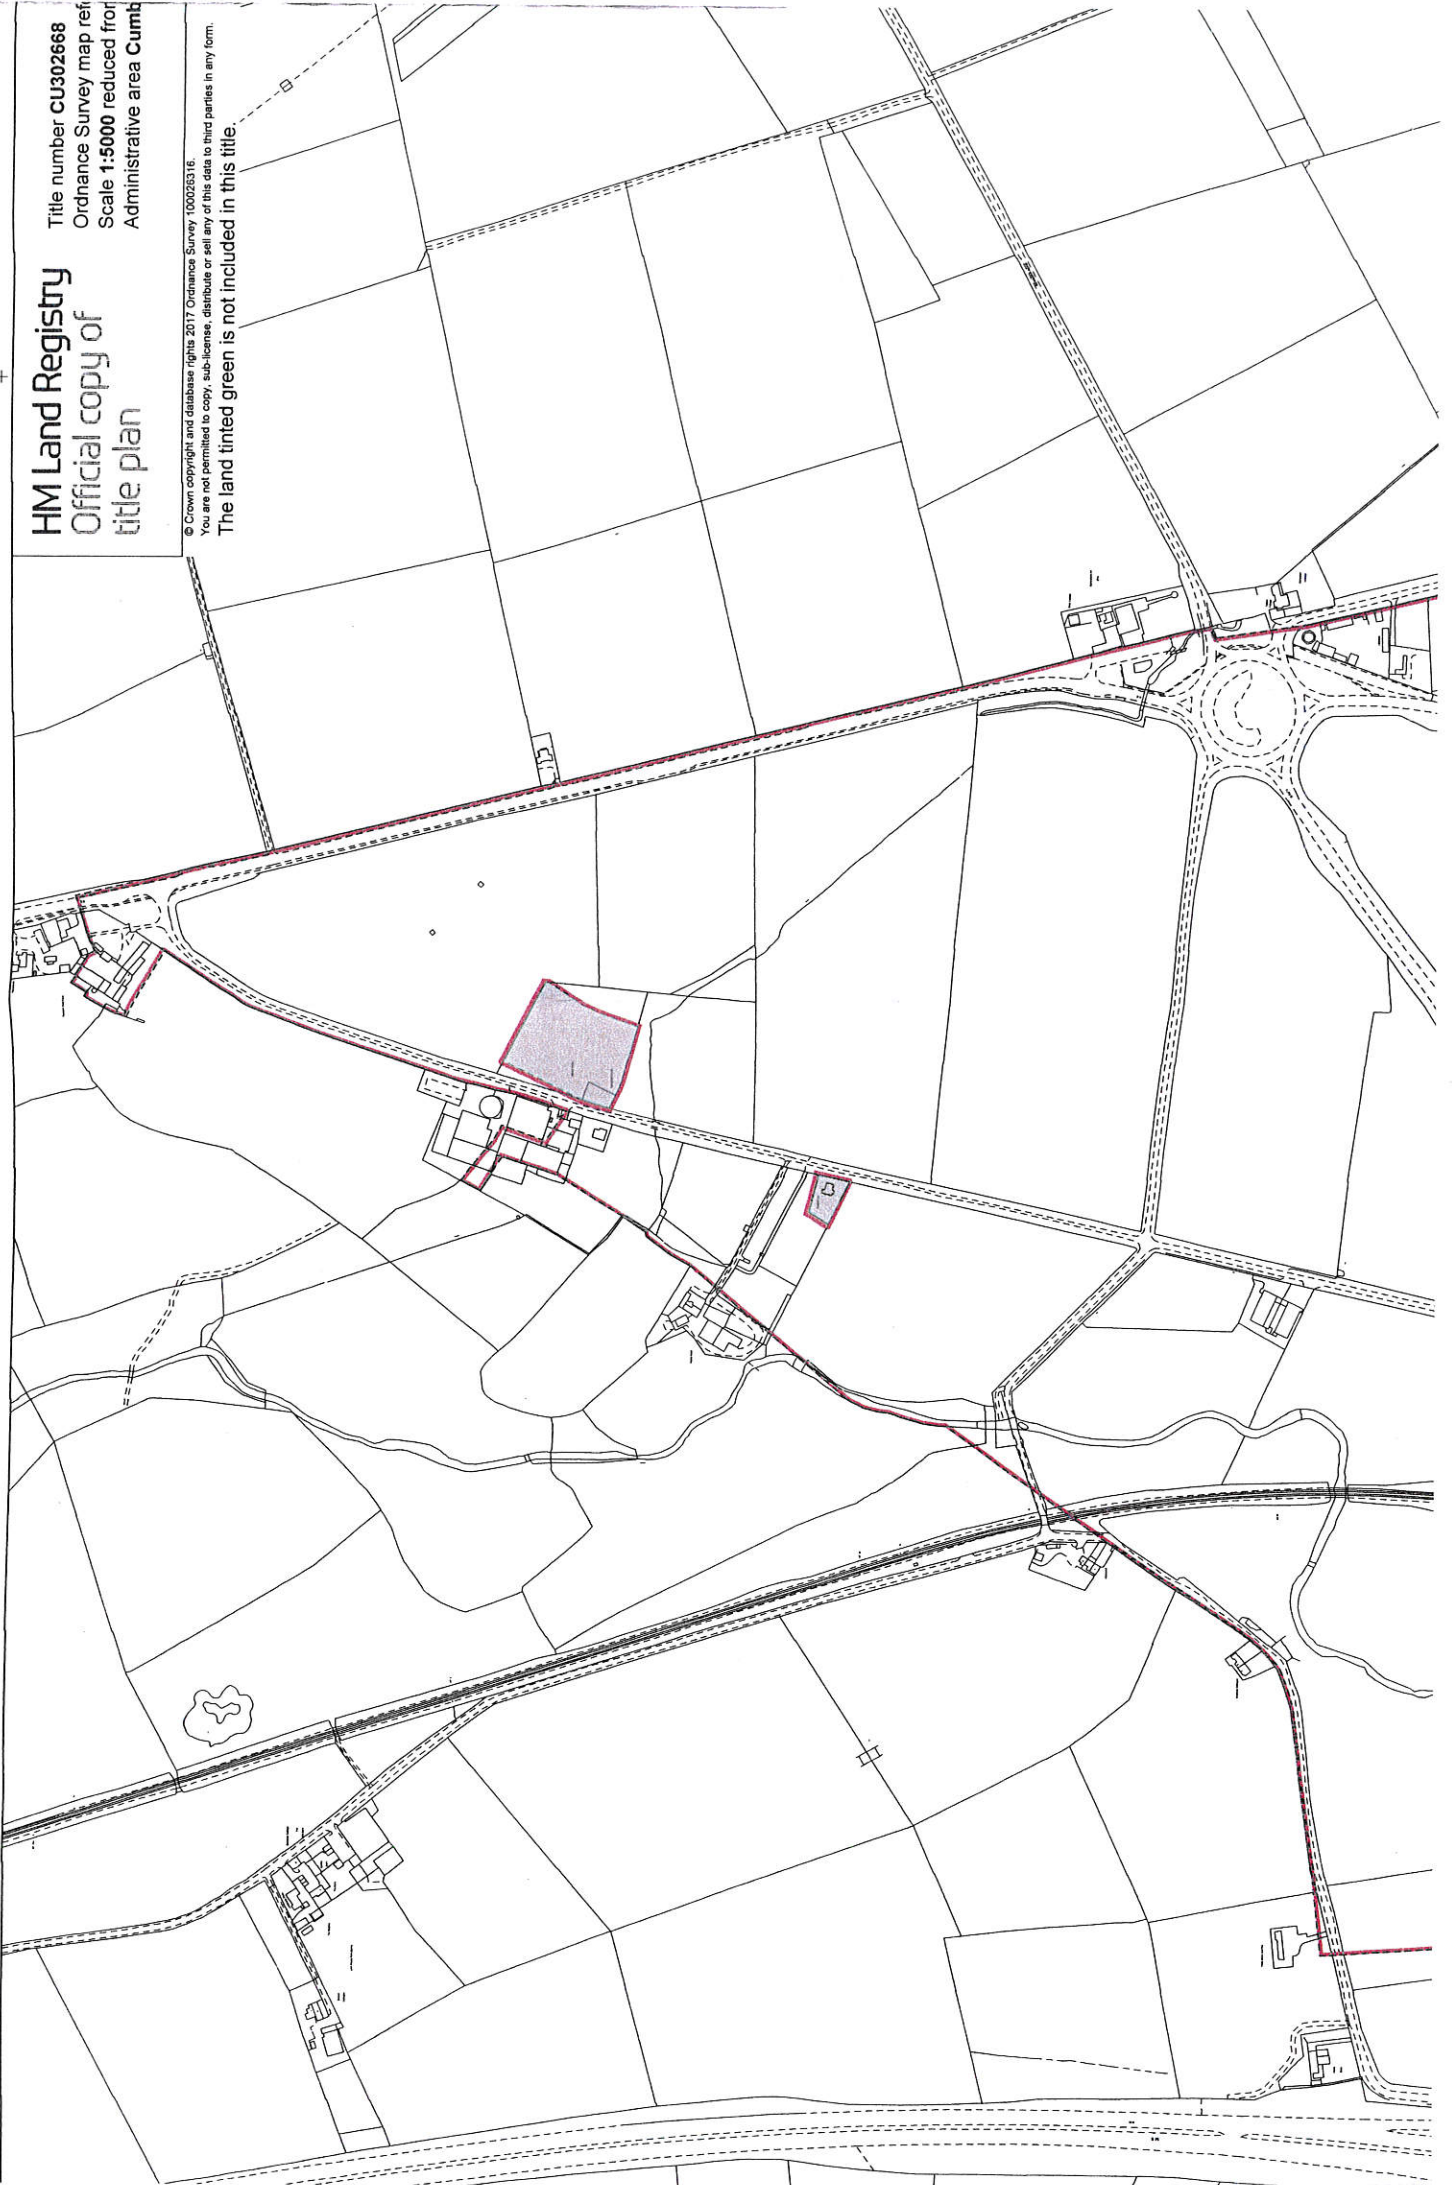 HM Land Registry
Official copy of
title plan
Title number CU302668
Ordnance Survey map
Scale 1:5000 reduced
Administrative area
© Crown copyright and database rights 2017 Ordnance Survey 100026316.
You are not permitted to copy, sub-license, distribute or sell any of this data to third parties in any form.
The land tinted green is not included in this title.